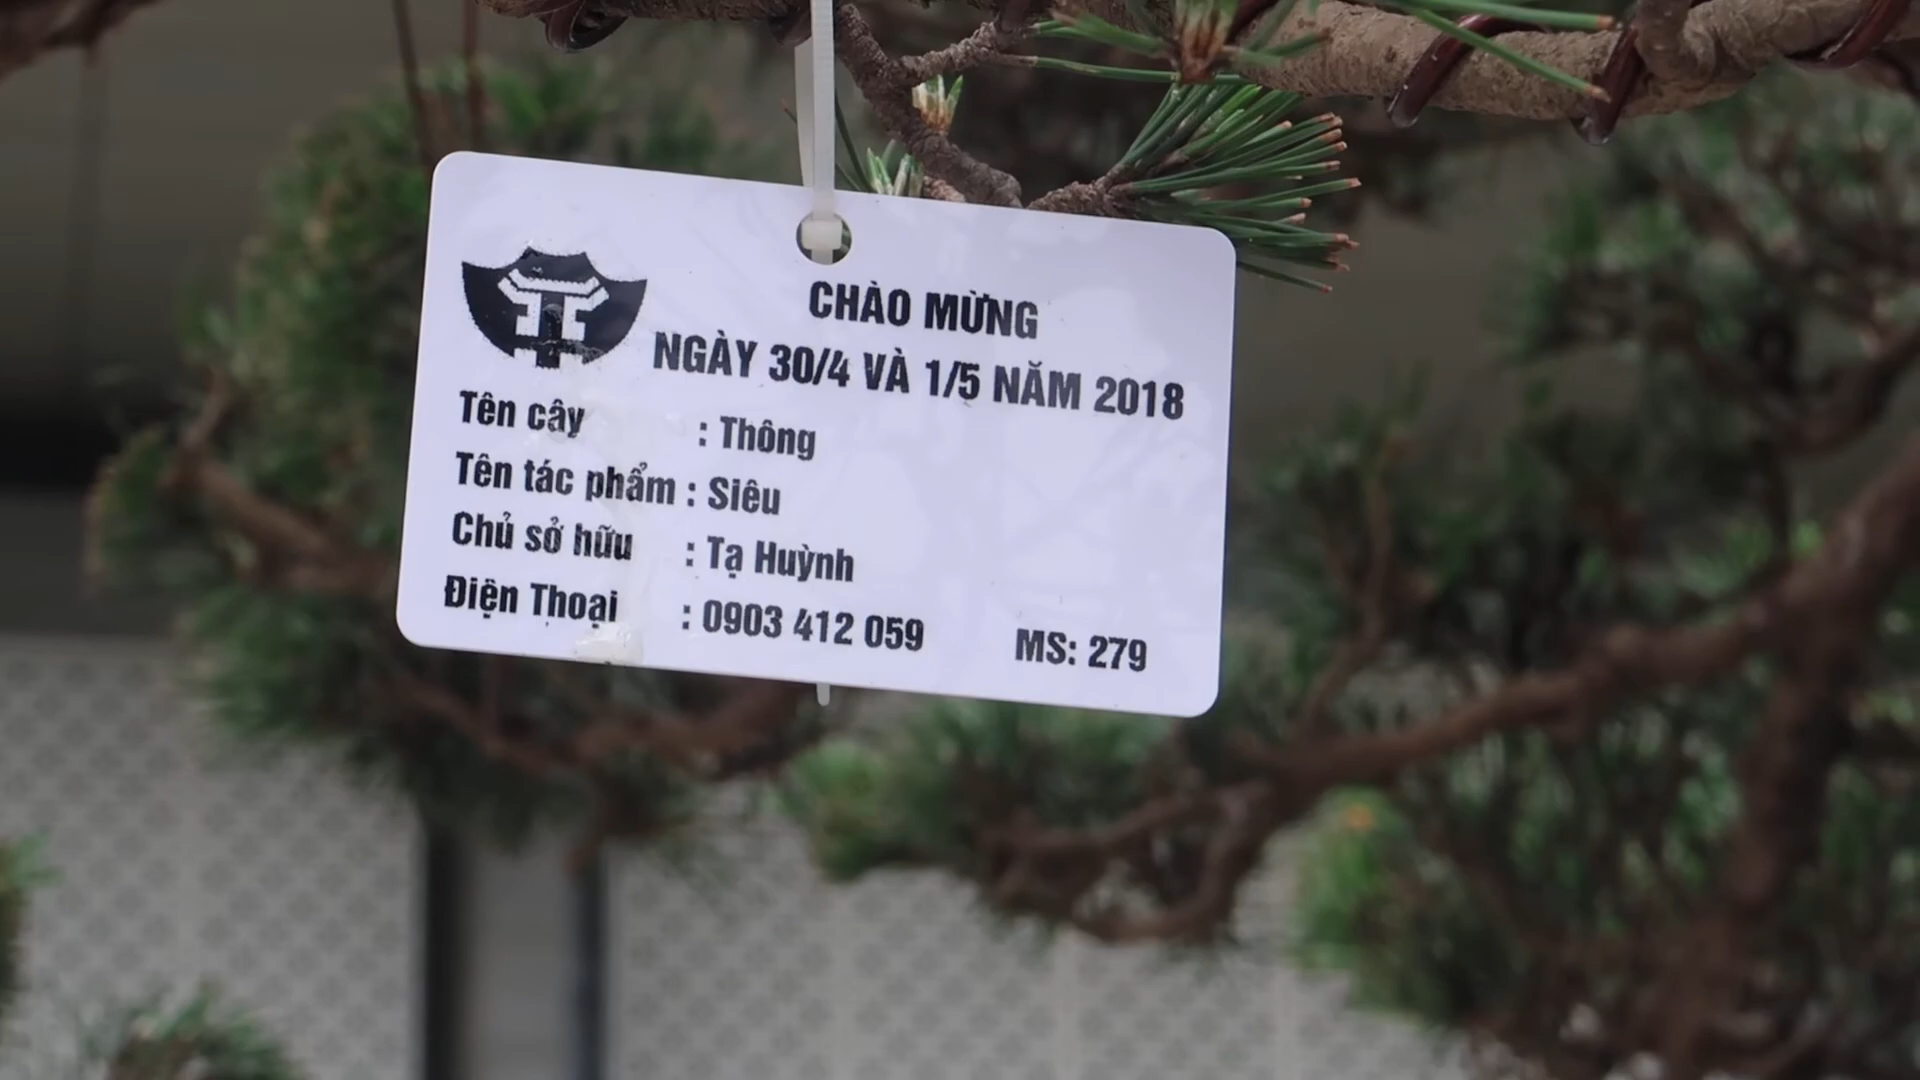 CHÀO MỪNG
NGÀY 30/4 VÀ 1/5 NĂM 2018
Tên cây : Thông
Tên tác phẩm : Siêu
Chủ sở hữu : Tạ Huỳnh
Điện Thoại : 0903 412 059 MS: 279